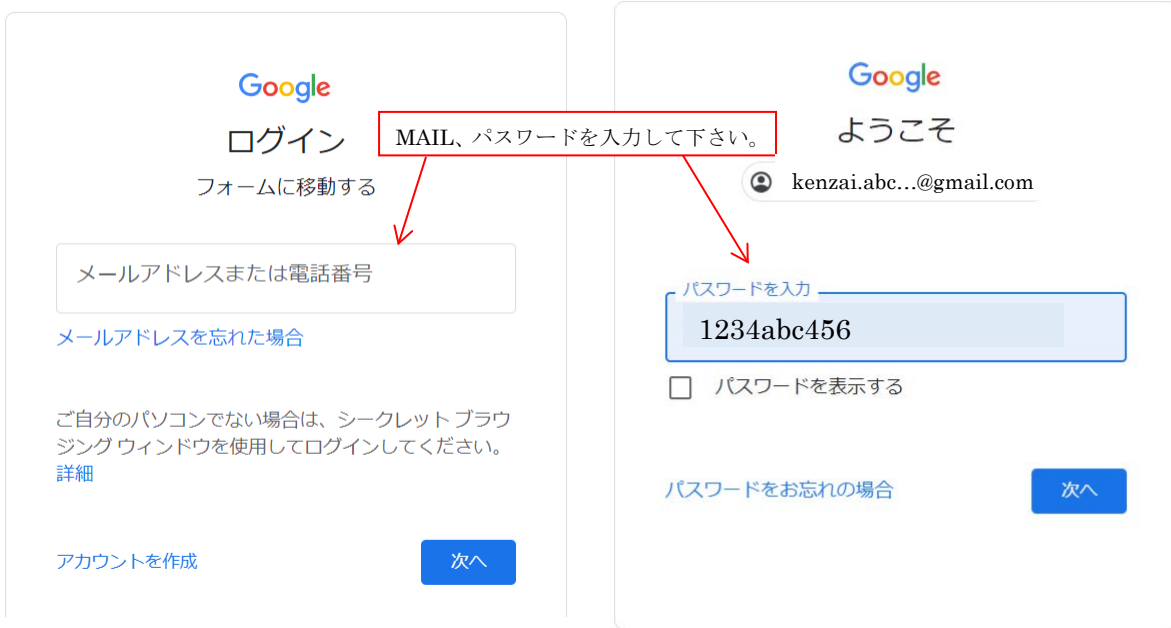 Google
ログイン
フォームに移動する
メールアドレスまたは電話番号
メールアドレスを忘れた場合
ご自分のパソコンでない場合は、シークレット ブラウ
ジング ウィンドウを使用してログインしてください。
詳細
アカウントを作成
次へ
MAIL、パスワードを入力して下さい。
Google
ようこそ
kenzai.abc...@gmail.com
パスワードを入力
1234abc456
パスワードを表示する
パスワードをお忘れの場合
次へ